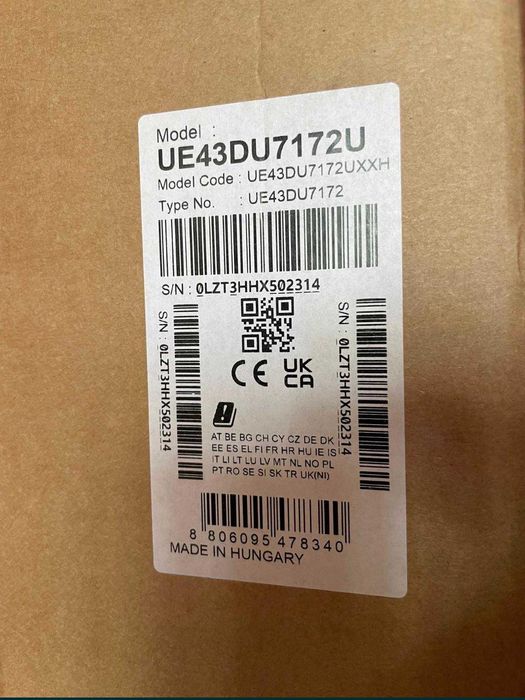 Model :
UE43DU7172U
Model Code : UE43DU7172UXXH
Type No. : UE43DU7172
S/N : 0LZT3HHX502314
S/N : 0LZT3HHX502314
S/N : 0LZT3HHX502314
CE UK
CA
AT BE BG CH CY CZ DE DK
EE ES EL FI FR HR HU IE IS
IT LI LT LU LV MT NL NO PL
PT RO SE SI SK TR UK(NI)
8 806095 478340
MADE IN HUNGARY